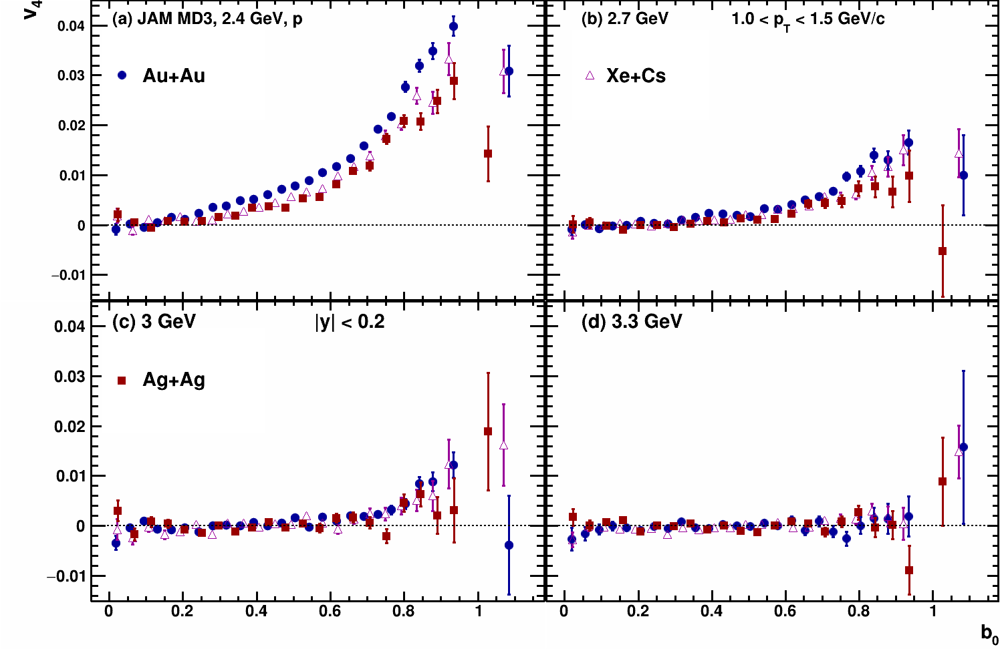 v4
(a) JAM MD3, 2.4 GeV, p
(b) 2.7 GeV
1.0 < pT < 1.5 GeV/c
0.04
Au+Au
Xe+Cs
0.03
0.02
0.01
0
−0.01
(c) 3 GeV
|y| < 0.2
(d) 3.3 GeV
0.04
Ag+Ag
0.03
0.02
0.01
0
−0.01
0 0.2 0.4 0.6 0.8 1
0 0.2 0.4 0.6 0.8 1
b0